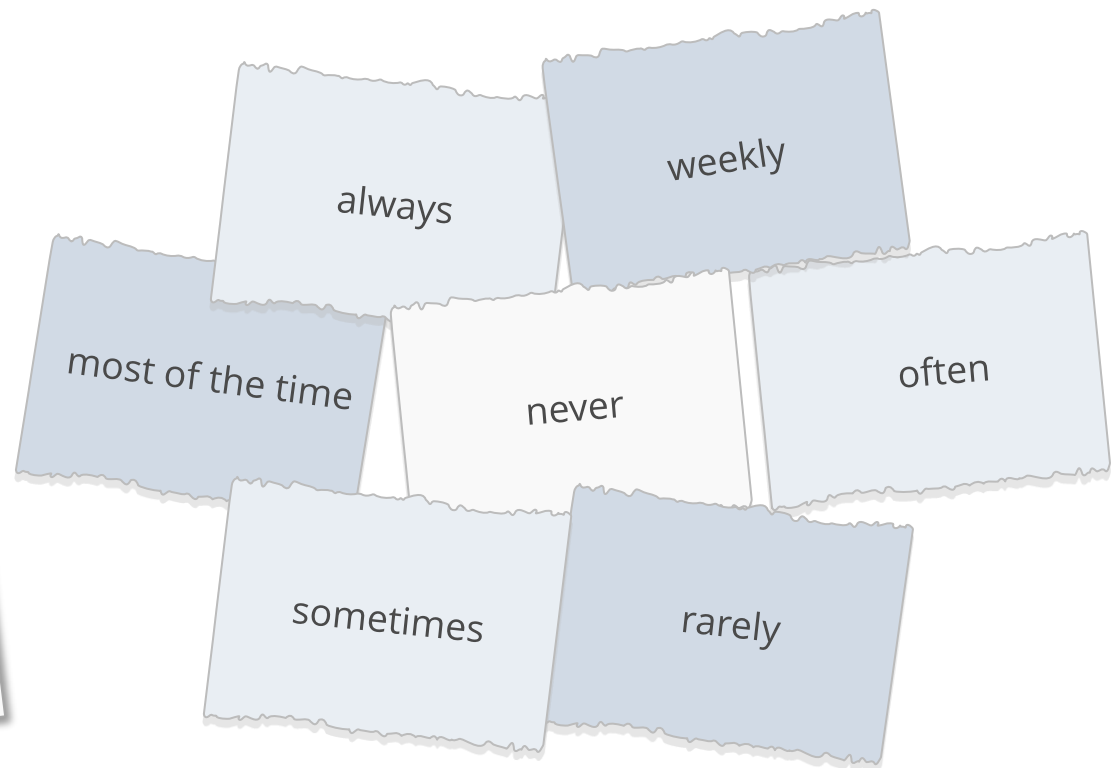 weekly
always
most of the time
never
often
sometimes
rarely